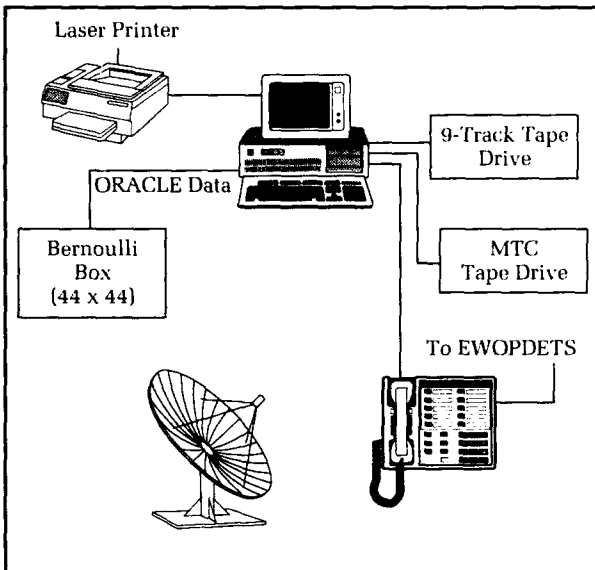 Laser Printer
9-Track Tape
Drive
ORACLE Data
Bernoulli
Box
(44 x 44)
MTC
Tape Drive
To EWOPDETS